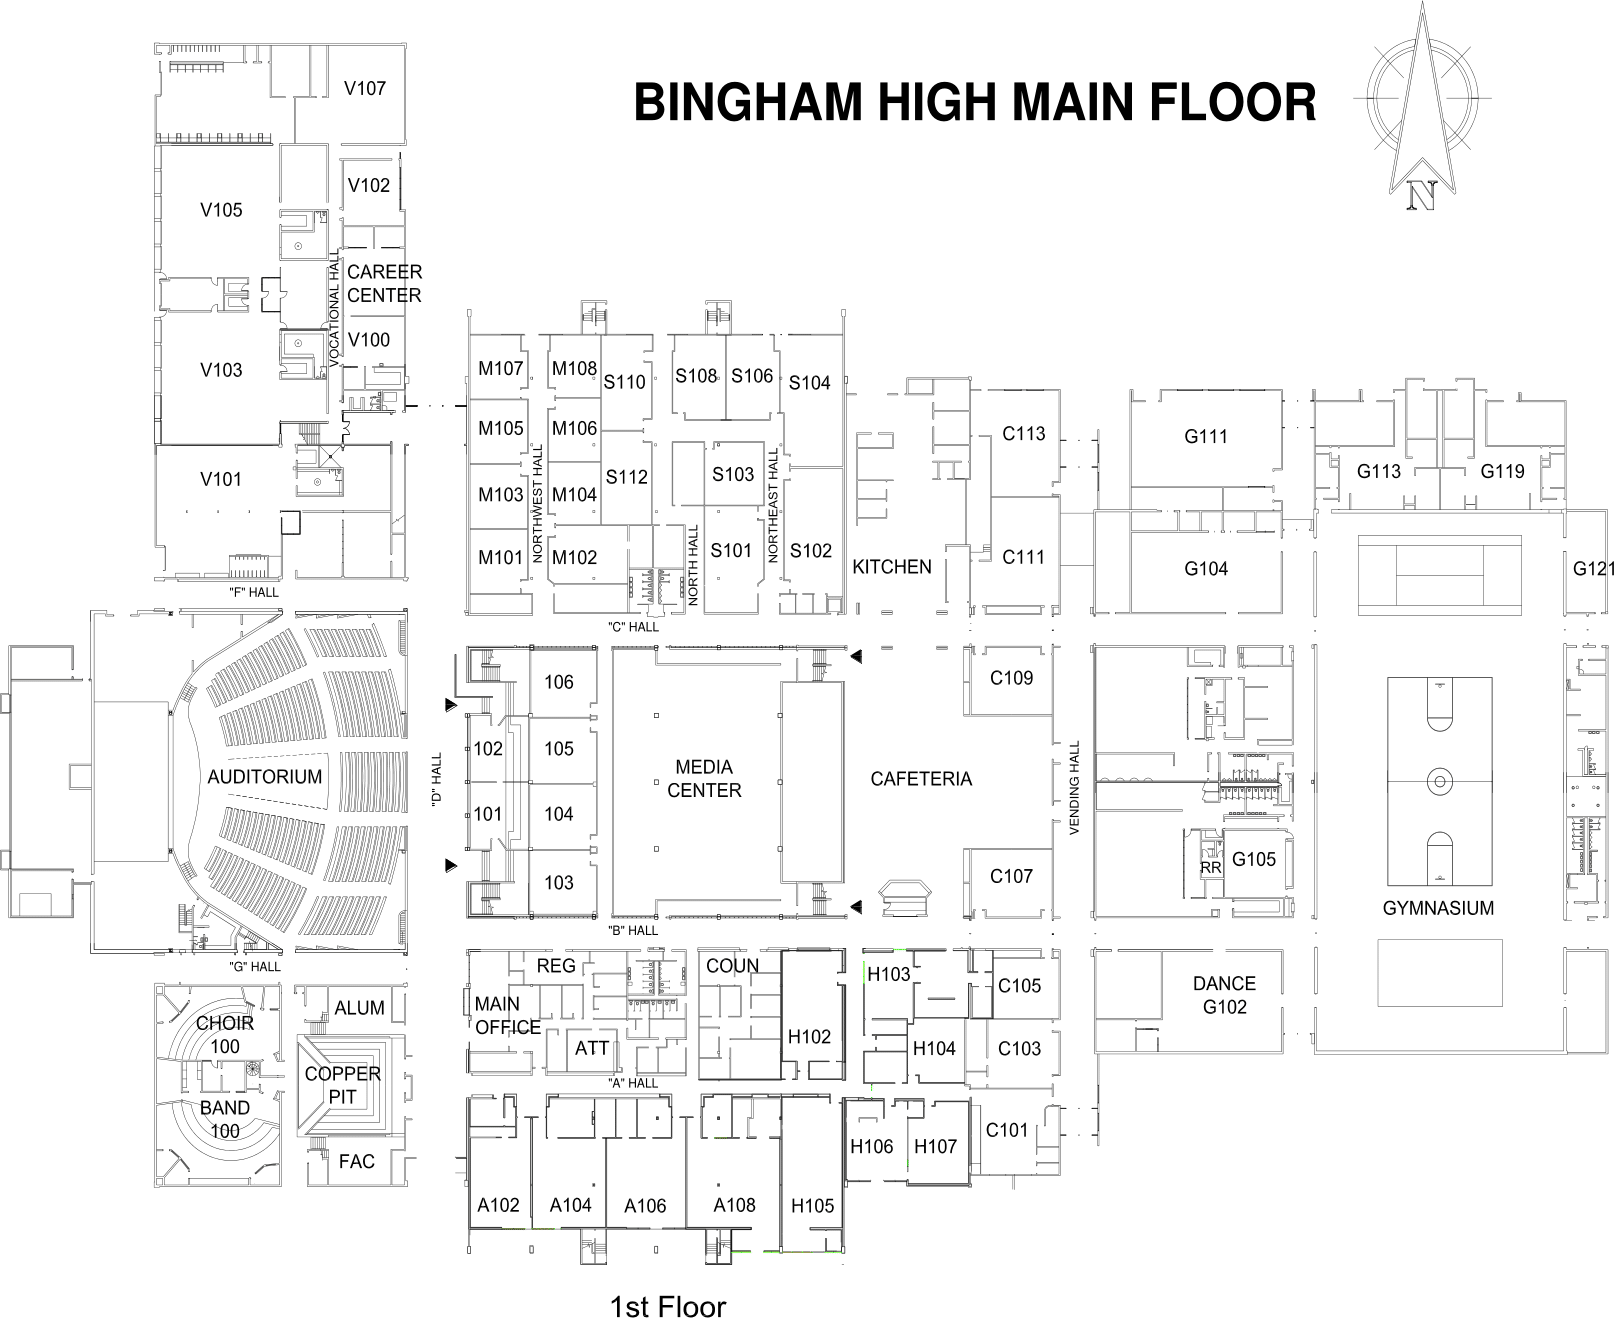 BINGHAM HIGH MAIN FLOOR
N
V107
V102
V105
VOCATIONAL HALL
CAREER
CENTER
V100
V103
V101
"F" HALL
M107
M108
S110
S108
S106
S104
M105
M106
C113
G111
NORTHWEST HALL
NORTHEAST HALL
M103
M104
S112
S103
G113
G119
M101
M102
NORTH HALL
S101
S102
KITCHEN
C111
G104
G121
"C" HALL
106
C109
102
105
AUDITORIUM
"D" HALL
MEDIA
CENTER
CAFETERIA
VENDING HALL
101
104
103
C107
RR
G105
GYMNASIUM
"B" HALL
"G" HALL
REG
COUN
H103
C105
DANCE
G102
MAIN
OFFICE
ALUM
CHOIR
100
ATT
H102
H104
C103
COPPER
PIT
"A" HALL
BAND
100
H106
H107
C101
FAC
A102
A104
A106
A108
H105
1st Floor